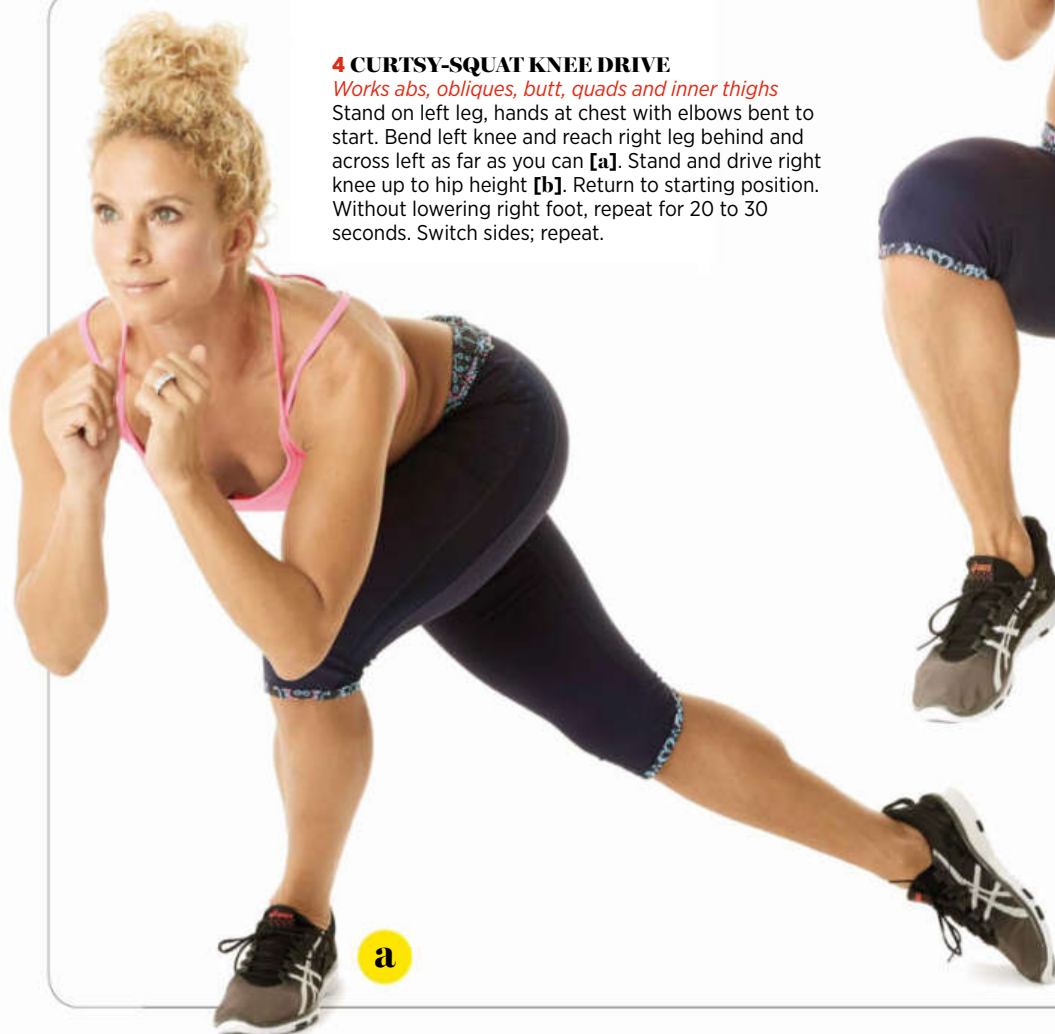 4 CURTSY-SQUAT KNEE DRIVE
Works abs, obliques, butt, quads and inner thighs
Stand on left leg, hands at chest with elbows bent to
start. Bend left knee and reach right leg behind and
across left as far as you can [a]. Stand and drive right
knee up to hip height [b]. Return to starting position.
Without lowering right foot, repeat for 20 to 30
seconds. Switch sides; repeat.
a